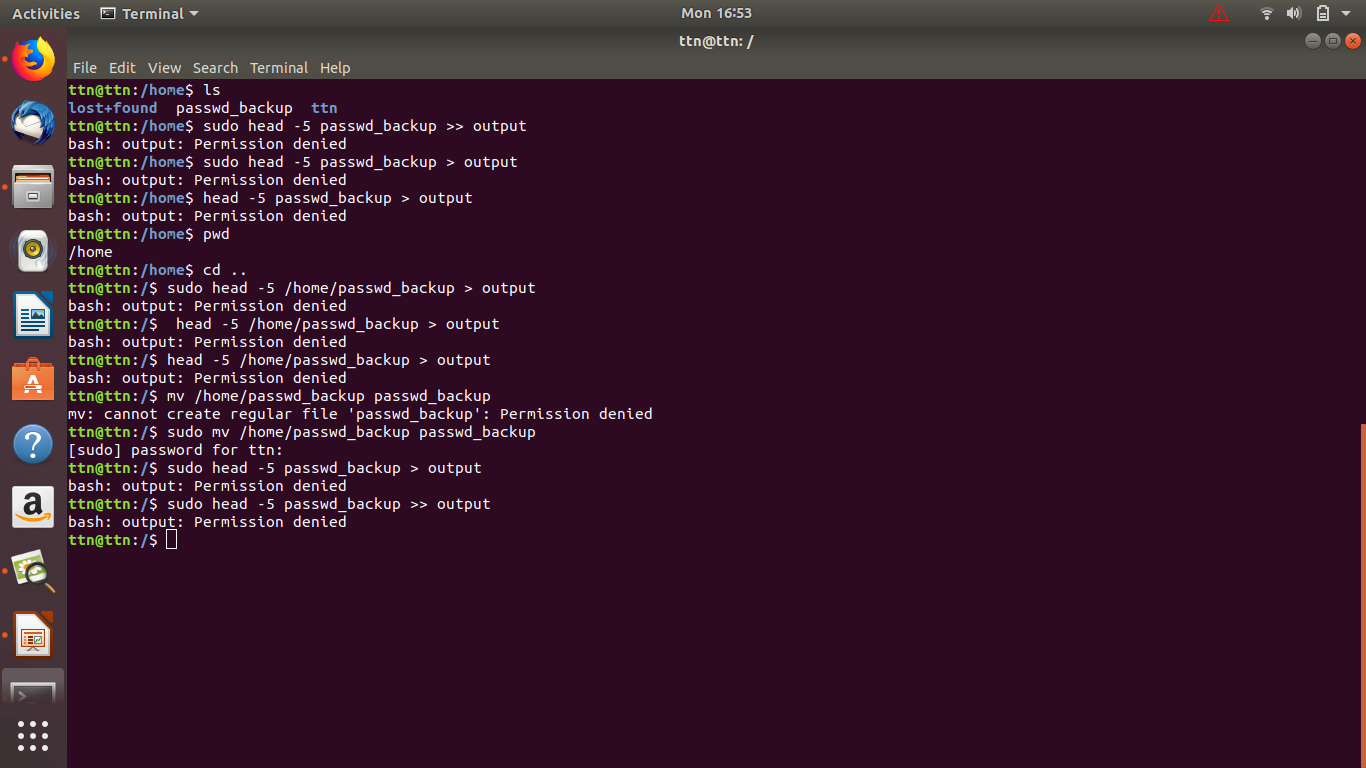 Activities Terminal Mon 16:53
ttn@ttn: /
File Edit View Search Terminal Help
ttn@ttn:/home$ ls
lost+found  passwd_backup  ttn
ttn@ttn:/home$ sudo head -5 passwd_backup >> output
bash: output: Permission denied
ttn@ttn:/home$ sudo head -5 passwd_backup > output
bash: output: Permission denied
ttn@ttn:/home$ head -5 passwd_backup > output
bash: output: Permission denied
ttn@ttn:/home$ pwd
/home
ttn@ttn:/home$ cd ..
ttn@ttn:/$ sudo head -5 /home/passwd_backup > output
bash: output: Permission denied
ttn@ttn:/$  head -5 /home/passwd_backup > output
bash: output: Permission denied
ttn@ttn:/$ head -5 /home/passwd_backup > output
bash: output: Permission denied
ttn@ttn:/$ mv /home/passwd_backup passwd_backup
mv: cannot create regular file 'passwd_backup': Permission denied
ttn@ttn:/$ sudo mv /home/passwd_backup passwd_backup
[sudo] password for ttn:
ttn@ttn:/$ sudo head -5 passwd_backup > output
bash: output: Permission denied
ttn@ttn:/$ sudo head -5 passwd_backup >> output
bash: output: Permission denied
ttn@ttn:/$